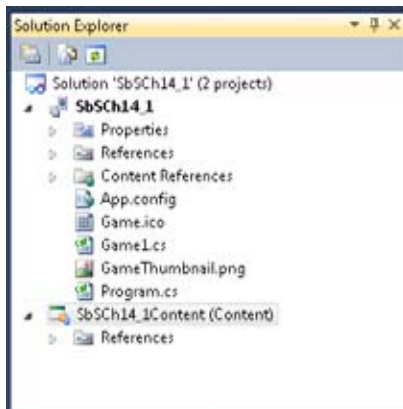 Solution Explorer
Solution 'SbSCh14_1' (2 projects)
SbSCh14_1
Properties
References
Content References
App.config
Game.ico
Game1.cs
GameThumbnail.png
Program.cs
SbSCh14_1Content (Content)
References